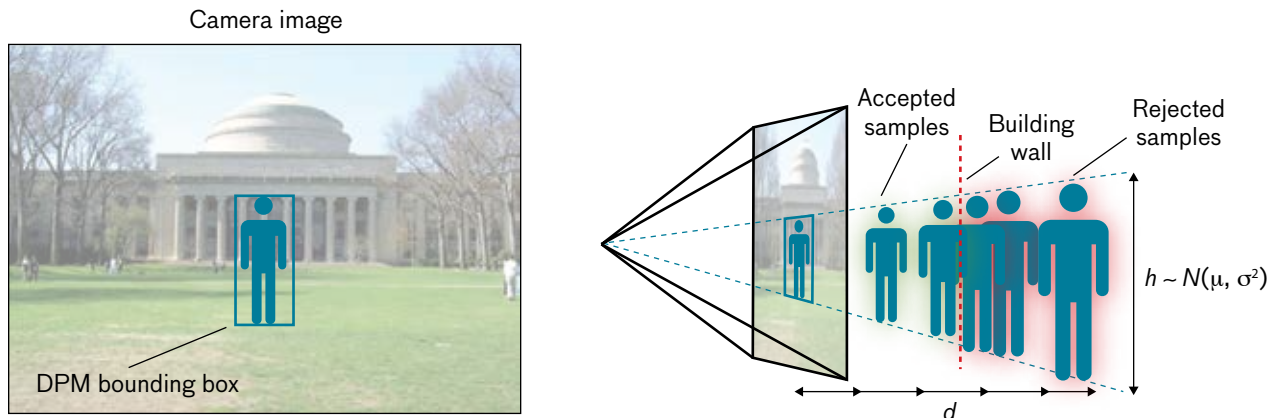 Camera image
DPM bounding box
Accepted
samples
Building
wall
Rejected
samples
h ~ N(μ, σ²)
d